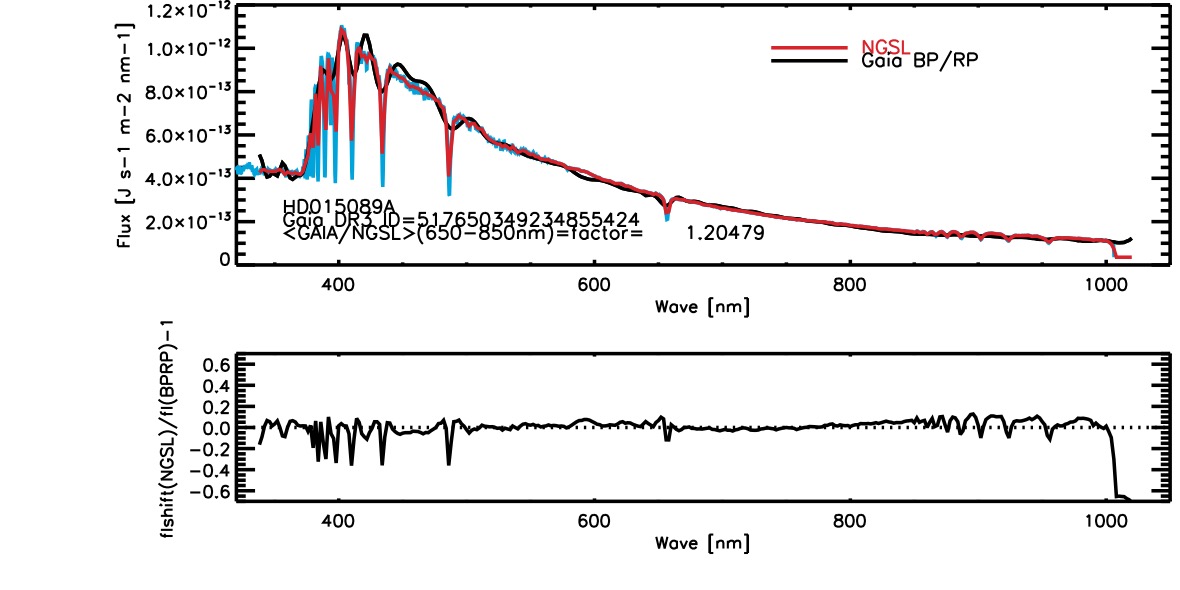 1.2×10−12
1.0×10−12
8.0×10−13
6.0×10−13
4.0×10−13
2.0×10−13
0
Flux [J s−1 m−2 nm−1]
NGSL
Gaia BP/RP
HD015089A
Gaia DR3 ID=5176503492348554​24
<GAIA/NGSL>(650−850nm)=factor= 1.20479
400 600 800 1000
Wave [nm]
flshift(NGSL)/fl(BPRP)−1
0.6
0.4
0.2
0.0
−0.2
−0.4
−0.6
400 600 800 1000
Wave [nm]